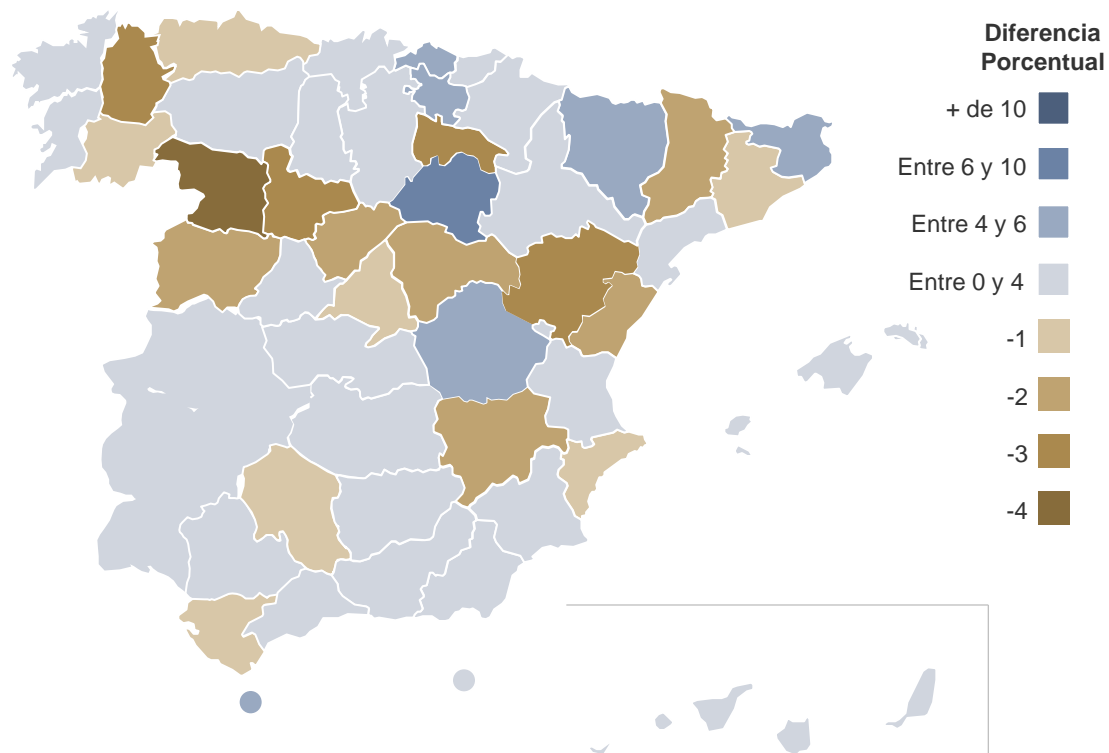 Diferencia
Porcentual
+ de 10
Entre 6 y 10
Entre 4 y 6
Entre 0 y 4
-1
-2
-3
-4